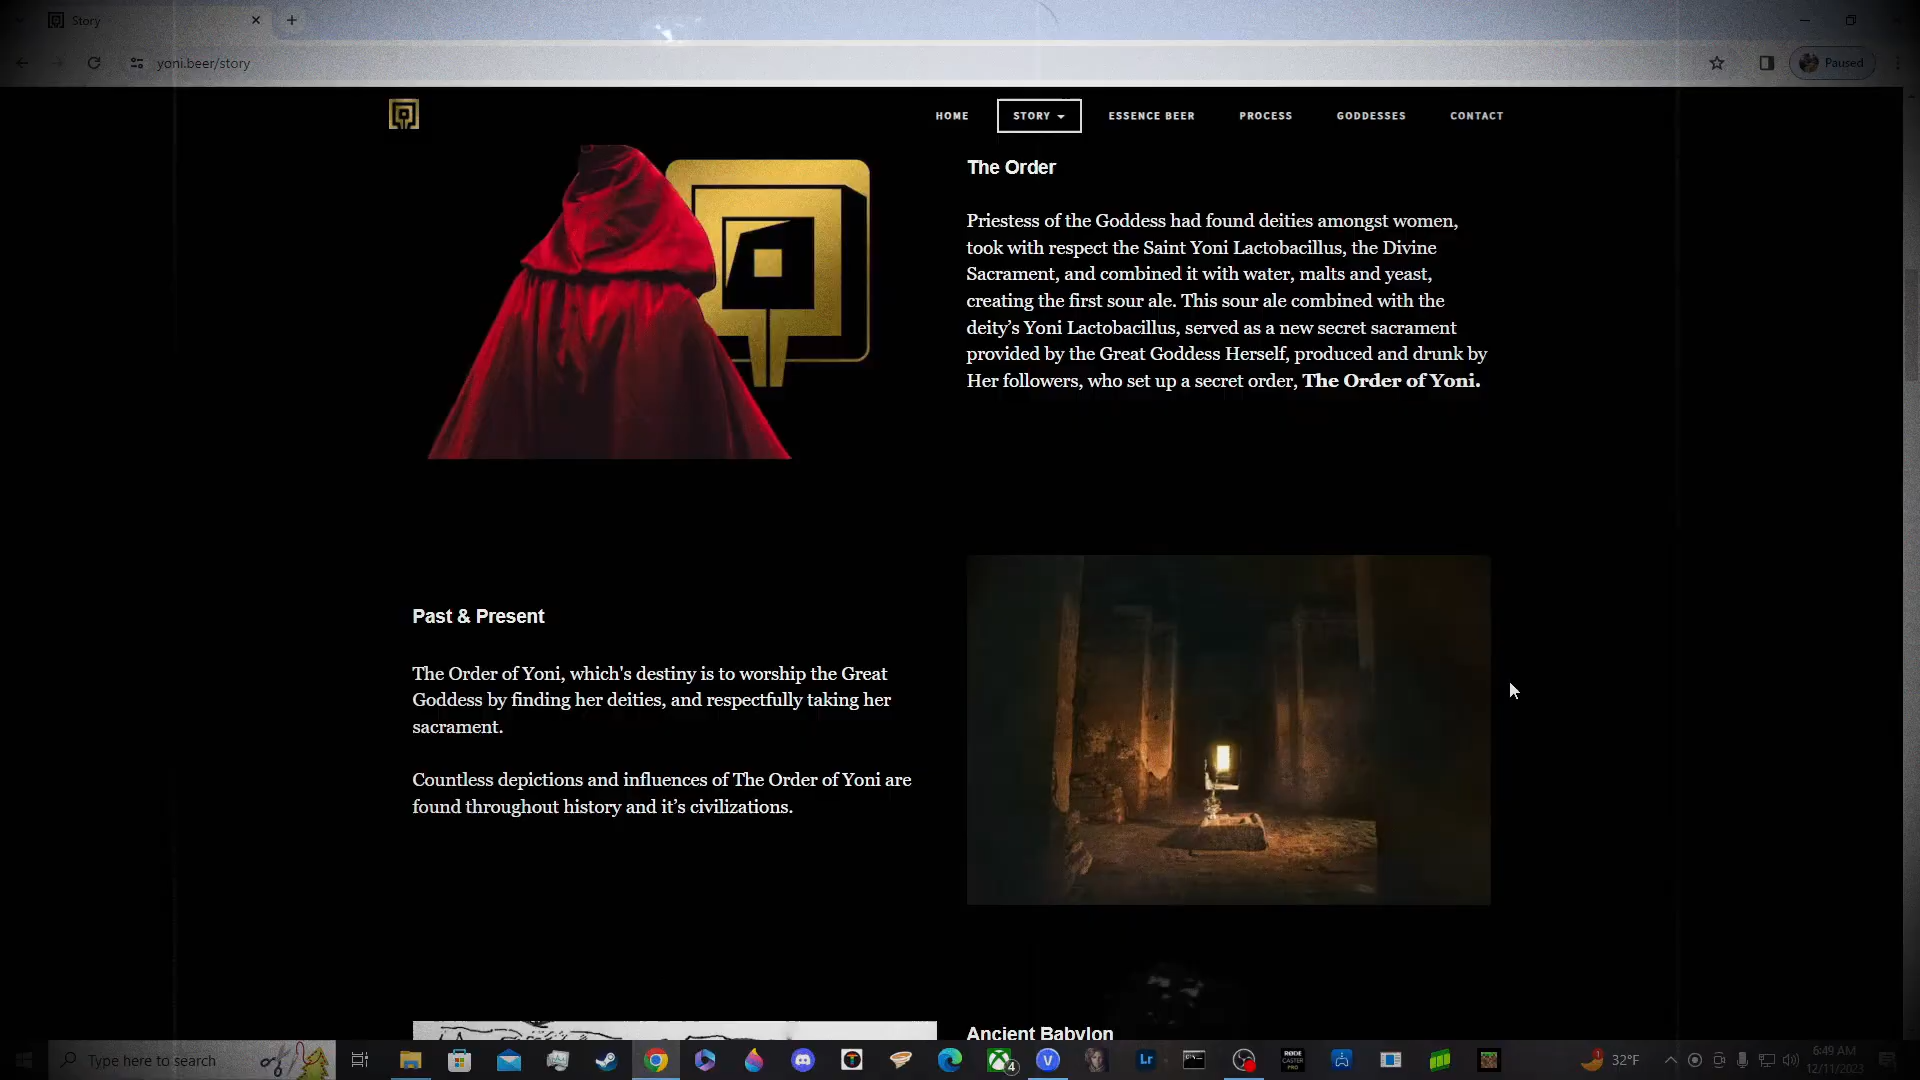 Story
yoni.beer/story
Paused
HOME
STORY
ESSENCE BEER
PROCESS
GODDESSES
CONTACT
The Order
Priestess of the Goddess had found deities amongst women,
took with respect the Saint Yoni Lactobacillus, the Divine
Sacrament, and combined it with water, malts and yeast,
creating the first sour ale. This sour ale combined with the
deity's Yoni Lactobacillus, served as a new secret sacrament
provided by the Great Goddess Herself, produced and drunk by
Her followers, who set up a secret order, The Order of Yoni.
Past & Present
The Order of Yoni, which's destiny is to worship the Great
Goddess by finding her deities, and respectfully taking her
sacrament.
Countless depictions and influences of The Order of Yoni are
found throughout history and it's civilizations.
Ancient Babylon
Type here to search
4
V
Lr
RØDE
CASTER
PRO
1
32°F
6:49 AM
12/11/2023